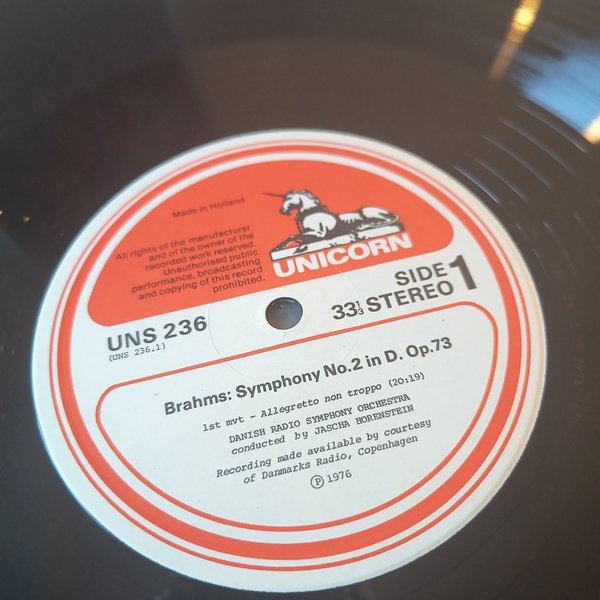 Made in Holland
All rights of the manufacturer
and of the owner of the
recorded work reserved.
Unauthorised public
performance, broadcasting
and copying of this record
prohibited.
UNICORN
UNS 236
(UNS 236.1)
SIDE 1
33⅓ STEREO
Brahms: Symphony No.2 in D. Op.73
1st mvt - Allegretto non troppo (20:19)
DANISH RADIO SYMPHONY ORCHESTRA
conducted by JASCHA HORENSTEIN
Recording made available by courtesy
of Danmarks Radio, Copenhagen
Ⓟ 1976